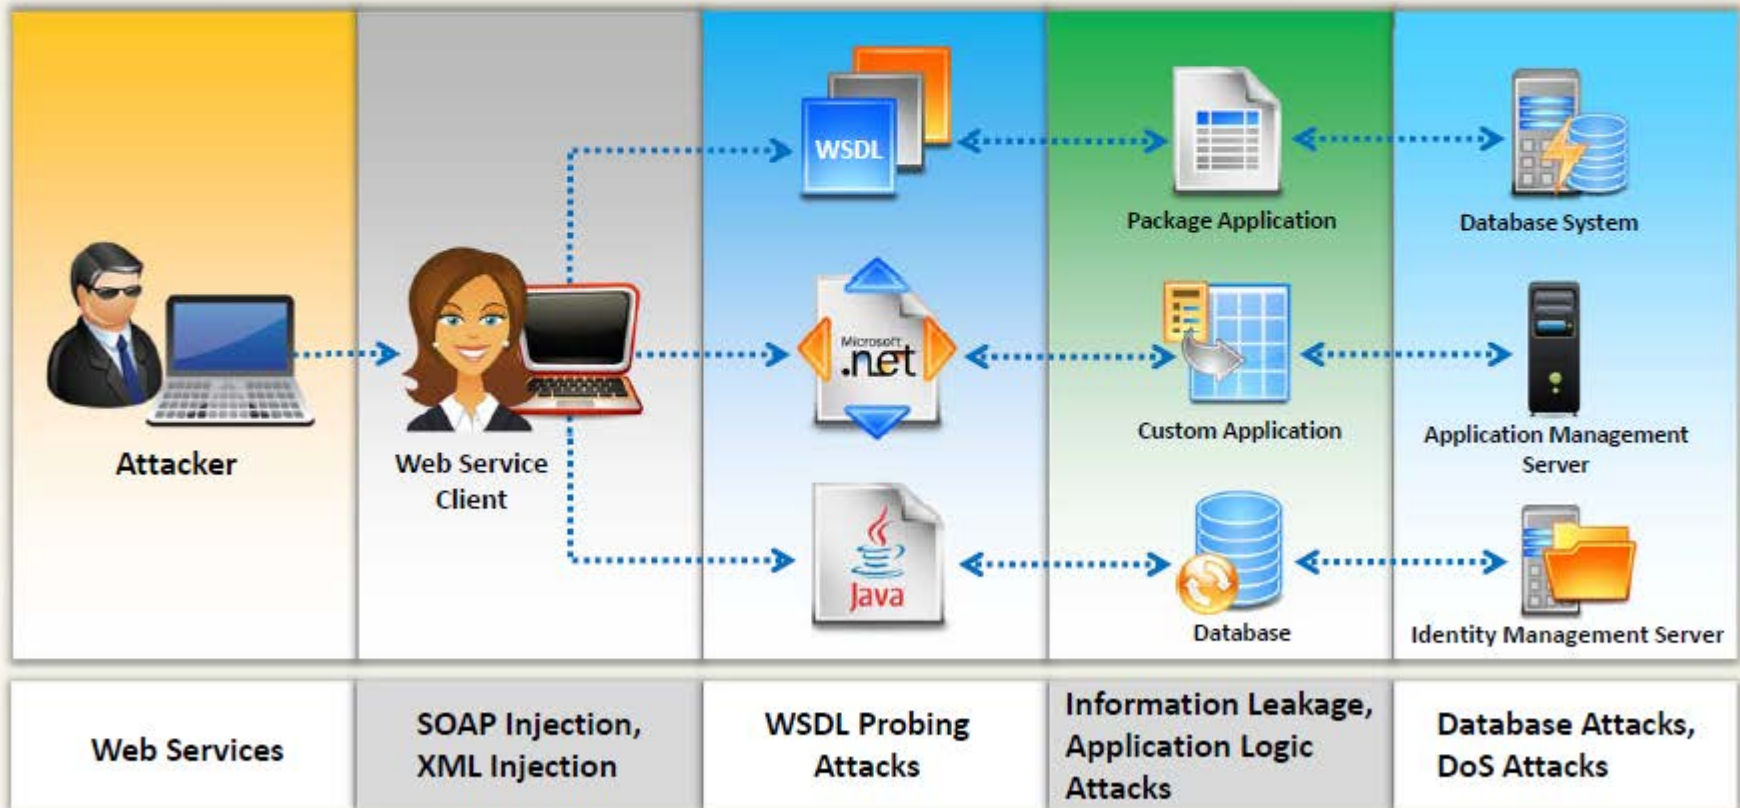 WSDL
Package Application
Database System
Microsoft
.net
Attacker
Web Service
Client
Custom Application
Application Management
Server
Java
Database
Identity Management Server
Web Services
SOAP Injection,
XML Injection
WSDL Probing
Attacks
Information Leakage,
Application Logic
Attacks
Database Attacks,
DoS Attacks